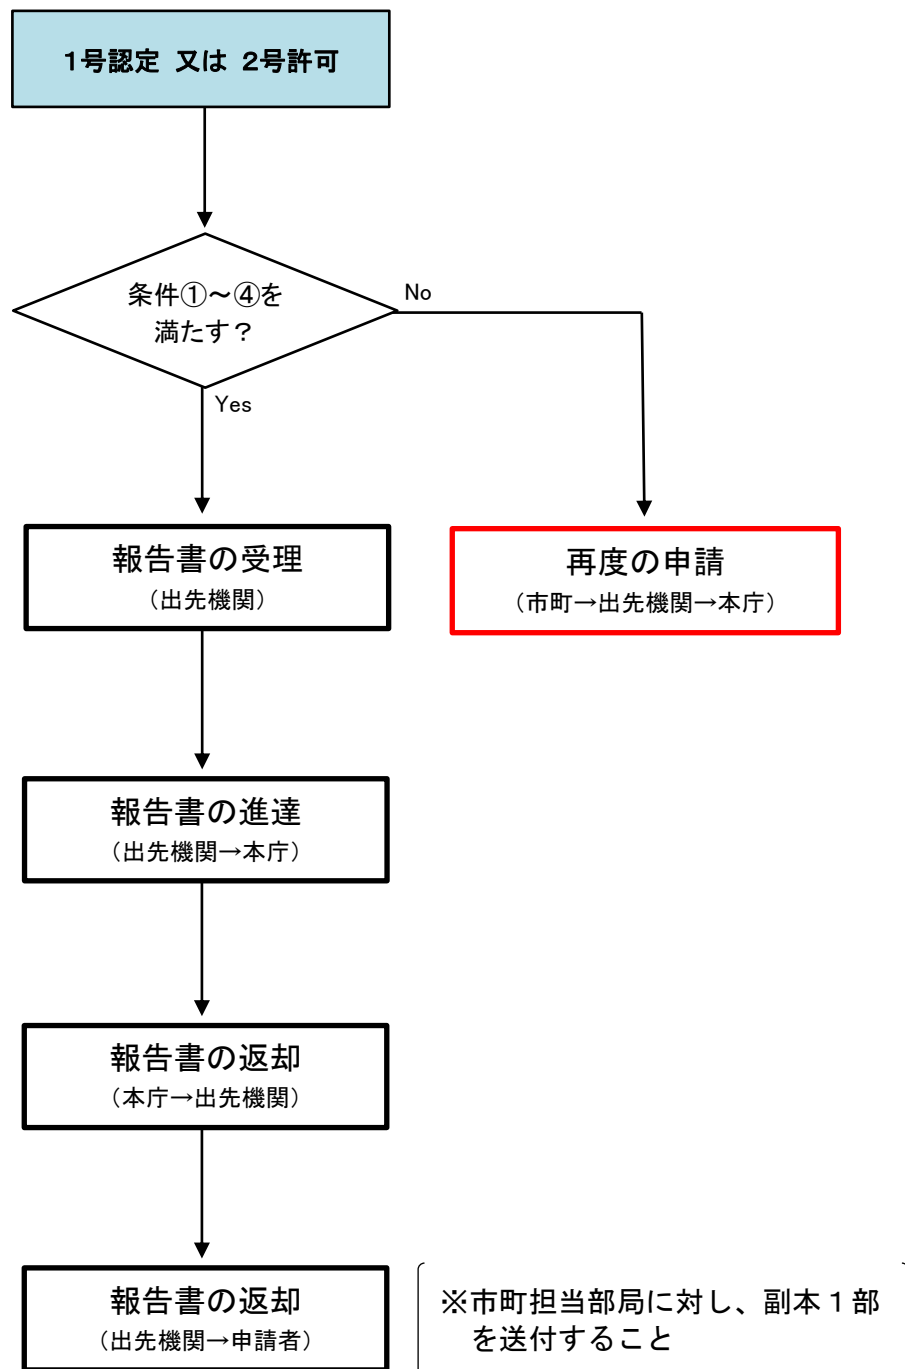 1号認定 又は 2号許可
条件①～④を
満たす？
No
Yes
報告書の受理
（出先機関）
再度の申請
（市町→出先機関→本庁）
報告書の進達
（出先機関→本庁）
報告書の返却
（本庁→出先機関）
報告書の返却
（出先機関→申請者）
※市町担当部局に対し、副本１部
を送付すること